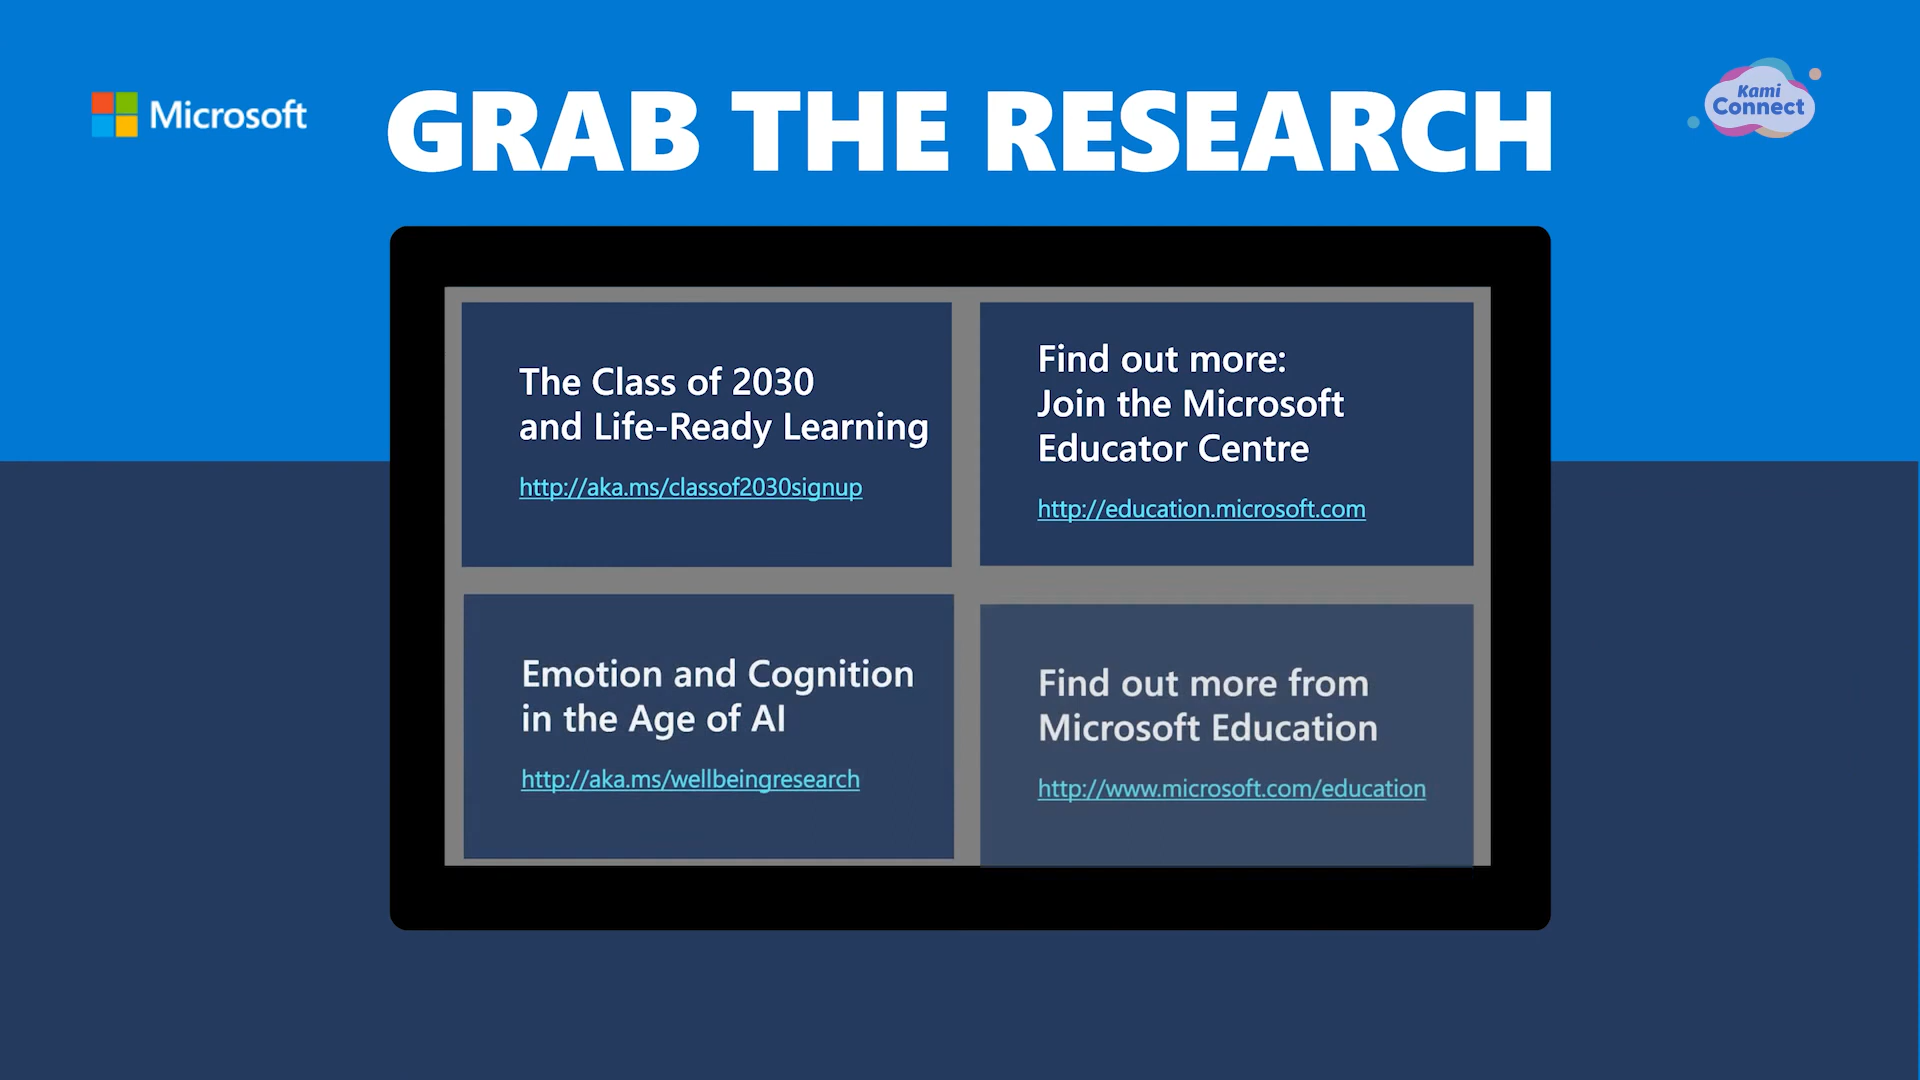 Microsoft
GRAB THE RESEARCH
Kami
Connect
The Class of 2030
and Life-Ready Learning
http://aka.ms/classof2030signup
Find out more:
Join the Microsoft
Educator Centre
http://education.microsoft.com
Emotion and Cognition
in the Age of AI
http://aka.ms/wellbeingresearch
Find out more from
Microsoft Education
http://www.microsoft.com/education